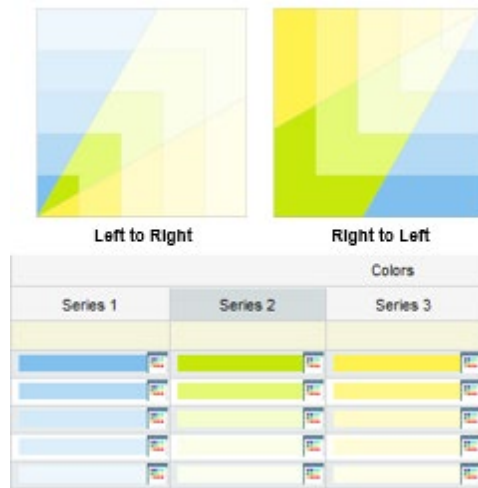 Left to Right
Right to Left
Colors
Series 1
Series 2
Series 3